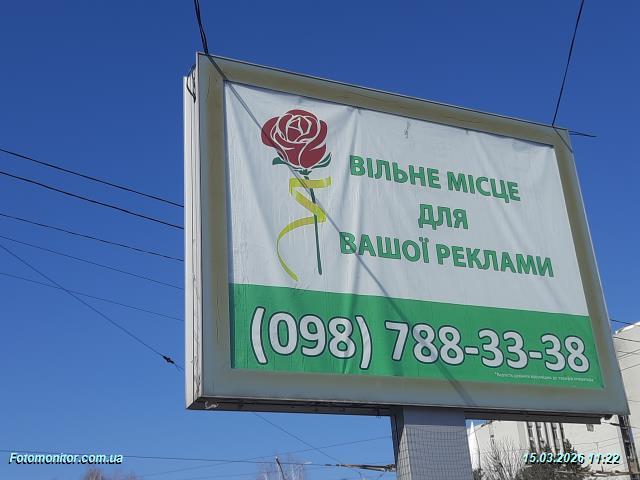 ВІЛЬНЕ МІСЦЕ
ДЛЯ
ВАШОЇ РЕКЛАМИ
(098) 788-33-38
Fotomonitor.com.ua
15.03.2026 11:22